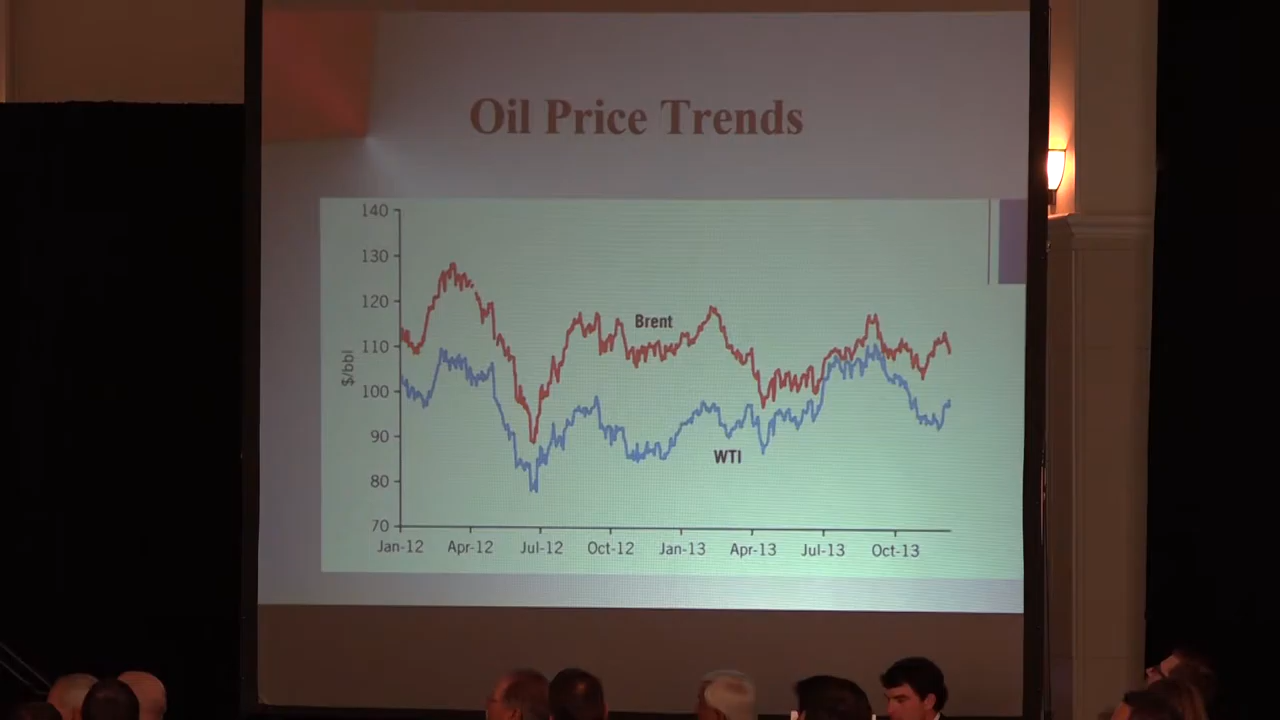 Oil Price Trends
140
130
120
110
100
90
80
70
$/bbl
Brent
WTI
Jan-12 Apr-12 Jul-12 Oct-12 Jan-13 Apr-13 Jul-13 Oct-13